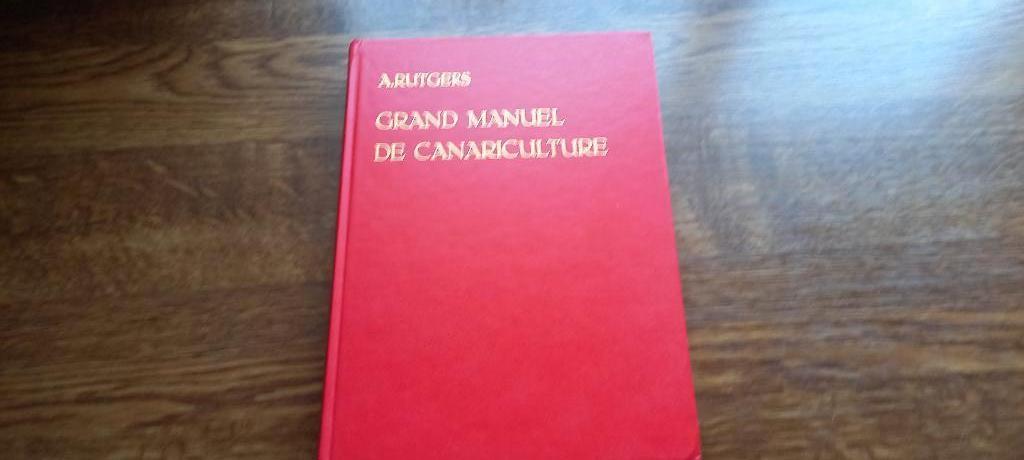 A.RUTGERS
GRAND MANUEL
DE CANARICULTURE